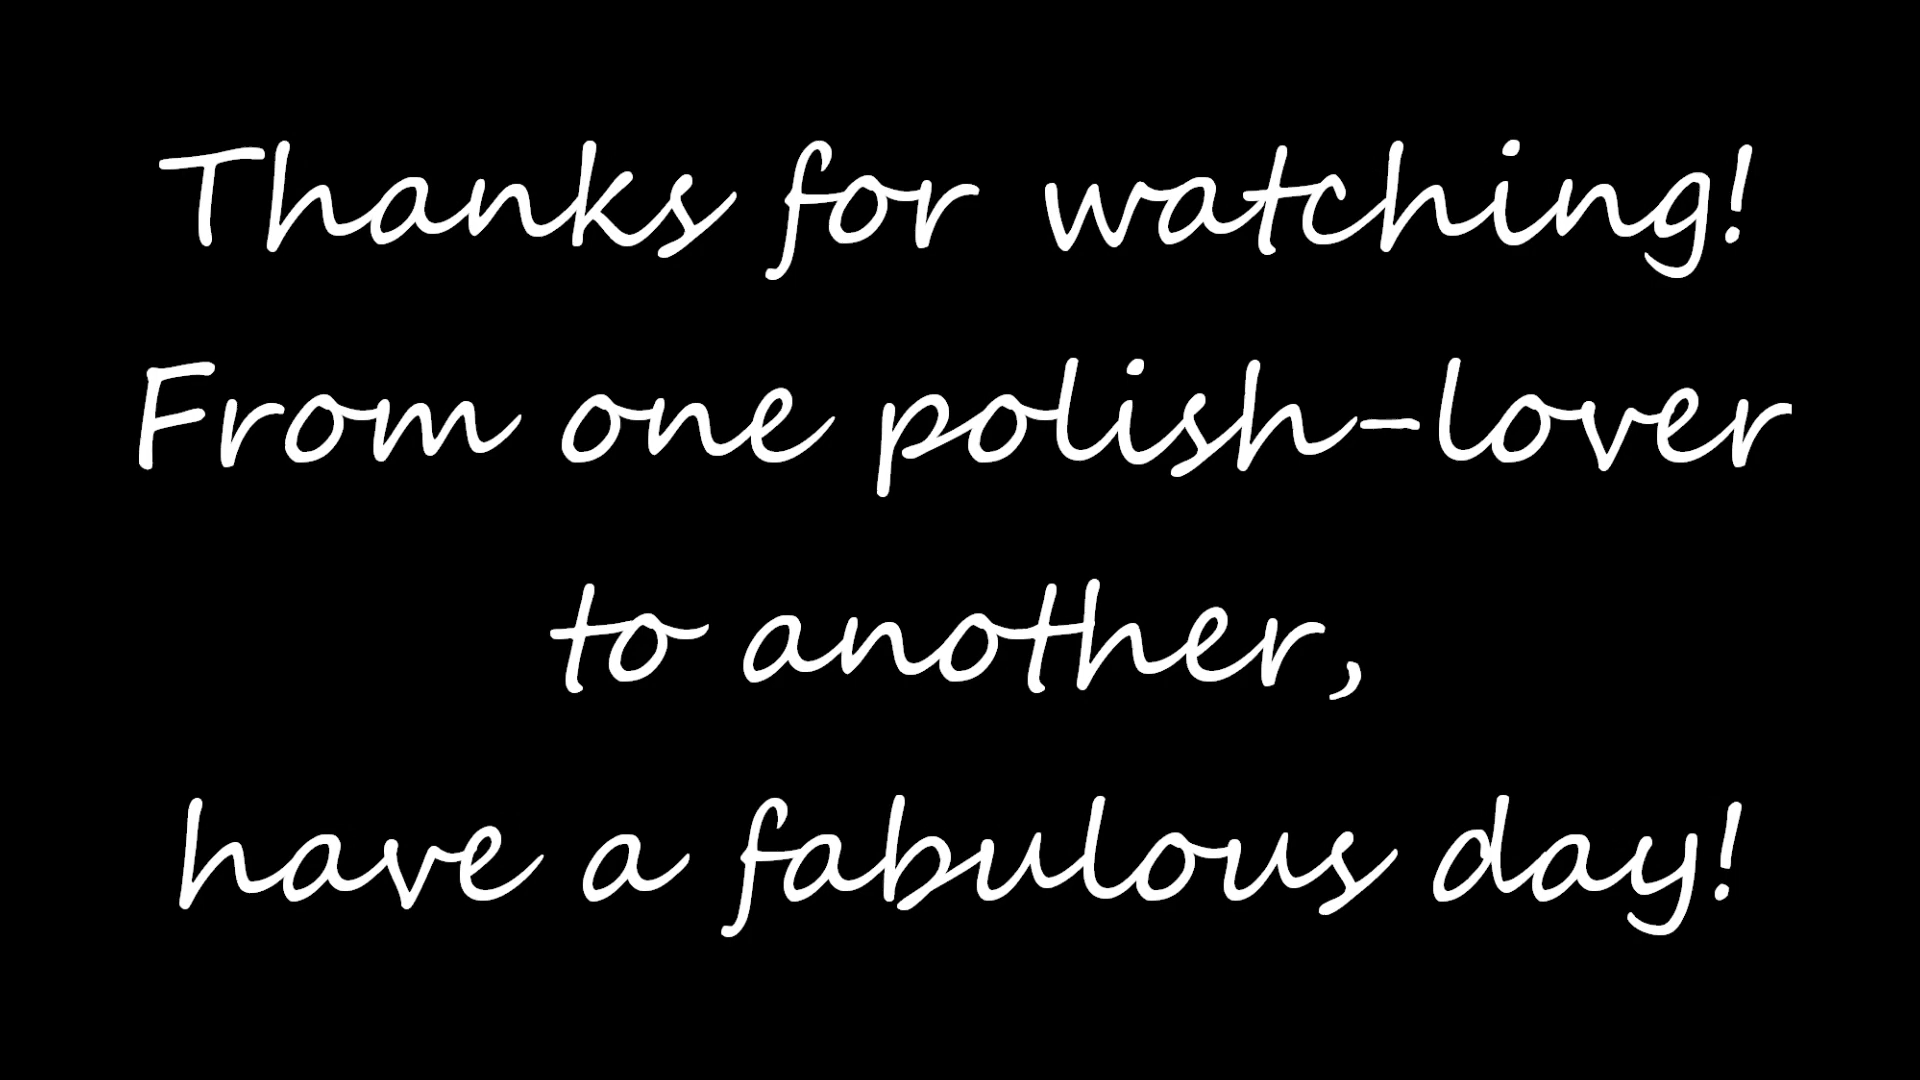 Thanks for watching!
From one polish-lover
to another,
have a fabulous day!